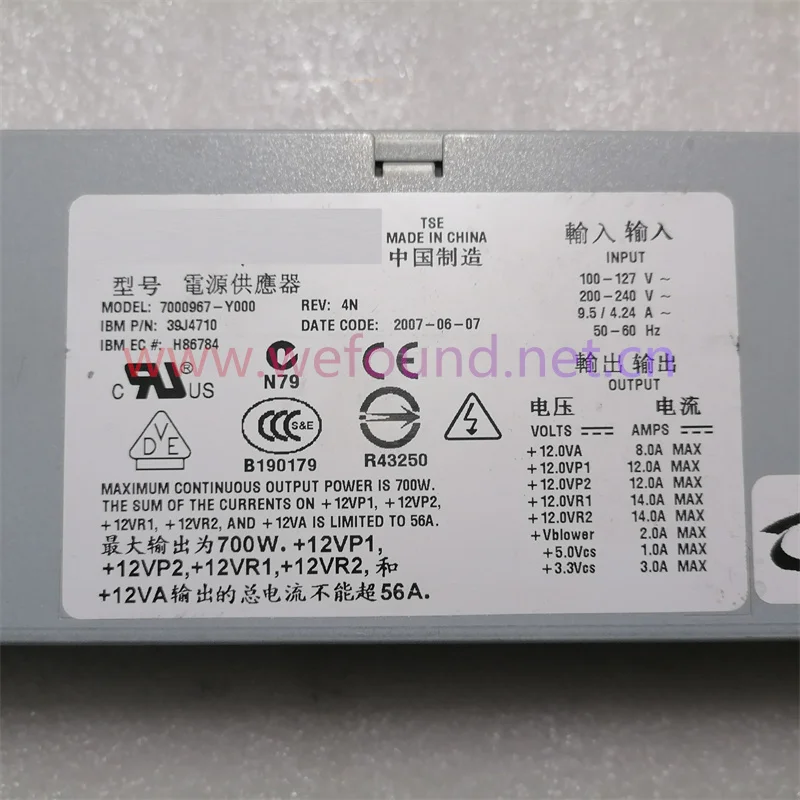 TSE
MADE IN CHINA
中国制造
型号 電源供應器
MODEL: 7000967-Y000 REV: 4N
IBM P/N: 39J4710 DATE CODE: 2007-06-07
IBM EC #: H86784
www.wefound.net.cn
C RU ® US
N79
CE
VDE
CCC S&E
B190179
R43250
MAXIMUM CONTINUOUS OUTPUT POWER IS 700W.
THE SUM OF THE CURRENTS ON +12VP1, +12VP2,
+12VR1, +12VR2, AND +12VA IS LIMITED TO 56A.
最大输出为700W. +12VP1,
+12VP2,+12VR1,+12VR2, 和
+12VA输出的总电流不能超56A.
輸入 输入
INPUT
100-127 V ~
200-240 V ~
9.5/4.24 A ~
50-60 Hz
輸出 输出
OUTPUT
电压 电流
VOLTS AMPS
+12.0VA 8.0A MAX
+12.0VP1 12.0A MAX
+12.0VP2 12.0A MAX
+12.0VR1 14.0A MAX
+12.0VR2 14.0A MAX
+Vblower 2.0A MAX
+5.0Vcs 1.0A MAX
+3.3Vcs 3.0A MAX